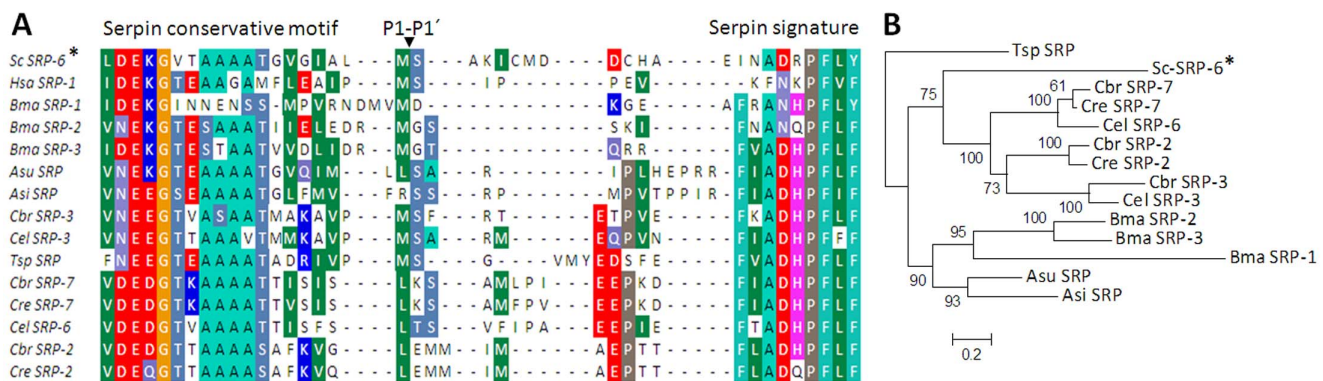 A
Serpin conservative motif
P1-P1´
Serpin signature
Sc SRP-6* L D E K G V T A A A A T G V G I A L - - - - M S - - - A K I C M D - - - - D C H A - - - - - E I N A D R P F L Y
Hsa SRP-1 I D E K G T E A A G A M F L E A I P - - - - M S - - - - I P - - - - - - - P E V - - - - - - K F N K P F V F
Bma SRP-1 I D E K G I N N E N S S - M P V R N D M V M D - - - - - - - - - - - - - K G E - - - - - A F R A N H P F L Y
Bma SRP-2 V N E K G T E S A A A T I I E L E D R - - M G S - - - - - - - - - - - - S K I - - - - - - F N A N Q P F L F
Bma SRP-3 I D E K G T E S T A A T V V D L I D R - - M G T - - - - - - - - - - - - Q R R - - - - - - F V A D H P F L F
Asu SRP V N E K G T E A A A A T G V Q I M - - - L L S A - - - - R - - - - - - - - I P L H E P R R F I A D H P F L F
Asi SRP V N E E G S E A A A A T G L F M V - - - - F R S S - - - R P - - - - - - - M P V T P P I R F I A D H P F L F
Cbr SRP-3 V N E E G T V A S A A T M A K A V P - - - - M S F - - - R T - - - - - - E T P V E - - - - - F K A D H P F L F
Cel SRP-3 V N E E G T T A A A V T M M K A V P - - - - M S A - - - R M - - - - - - E Q P V N - - - - - F I A D H P F F F
Tsp SRP F N E E G T E A A A A T A D R I V P - - - - M S - - - - - G - - - - V M Y E D S F E - - - - - F V A D H P F L F
Cbr SRP-7 V D E D G T K A A A A T T I S I S - - - - L K S - - - A M L P I - - - E E P K D - - - - - F I A D H P F L F
Cre SRP-7 V D E D G T K A A A A T T V S I S - - - - L K S - - - A M F P V - - - E E P K D - - - - - F I A D H P F L F
Cel SRP-6 V D E D G T V A A A A T T I S F S - - - - L T S - - - V F I P A - - - E E P I E - - - - - F T A D H P F L F
Cbr SRP-2 V D E D G T T A A A A S A F K V G - - - - L E M M - - I M - - - - - - A E P T T - - - - - F L A D H P F L F
Cre SRP-2 V D E Q G T T A A A A S A F K V Q - - - - L E M M - - I M - - - - - - A E P T T - - - - - F L A D Q P F L F
B
Tsp SRP
Sc-SRP-6*
75
61
Cbr SRP-7
100
Cre SRP-7
Cel SRP-6
100
100
Cbr SRP-2
Cre SRP-2
73
Cbr SRP-3
100
Cel SRP-3
100
Bma SRP-2
95
Bma SRP-3
Bma SRP-1
90
Asu SRP
93
Asi SRP
0.2